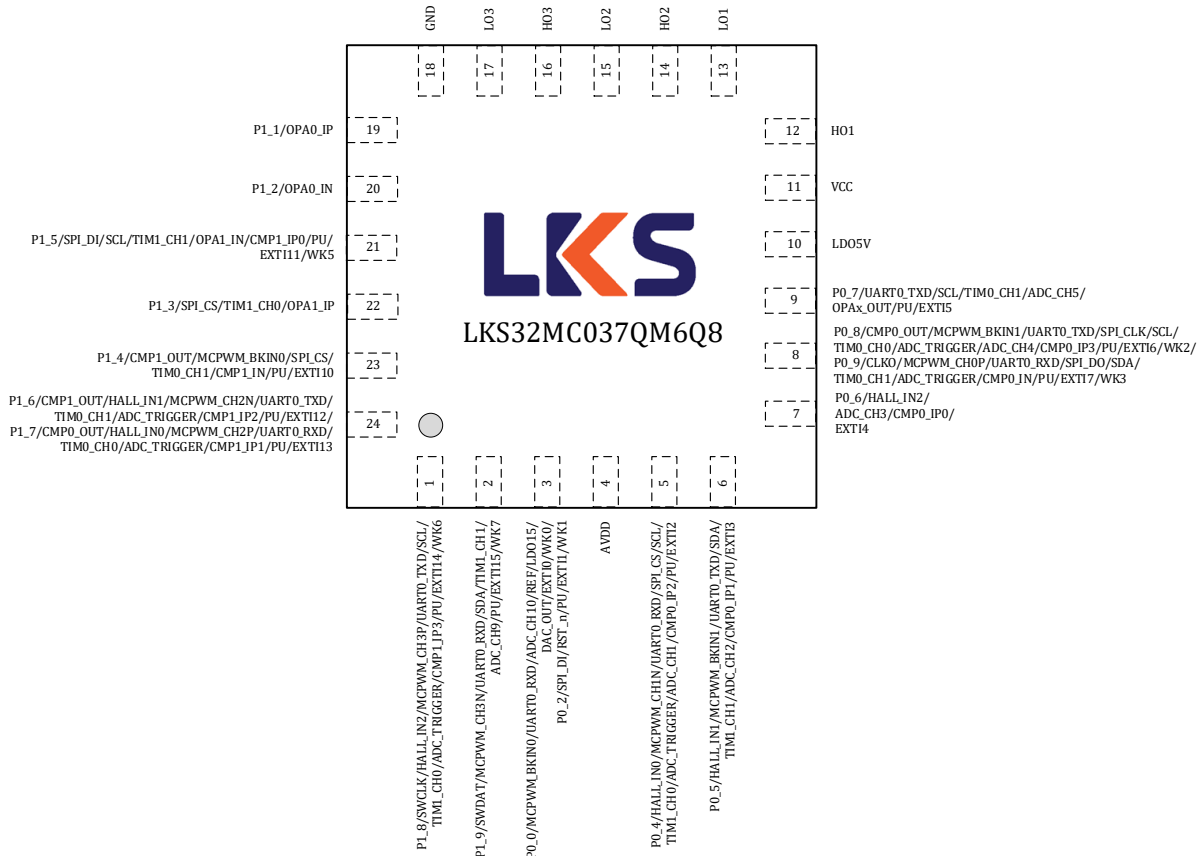 GND
LO3
HO3
LO2
HO2
LO1
18
17
16
15
14
13
P1_1/OPA0_IP
19
12
HO1
P1_2/OPA0_IN
20
11
VCC
P1_5/SPI_DI/SCL/TIM1_CH1/OPA1_IN/CMP1_IP0/PU/
EXTI11/WK5
21
10
LDO5V
P1_3/SPI_CS/TIM1_CH0/OPA1_IP
22
9
P0_7/UART0_TXD/SCL/TIM0_CH1/ADC_CH5/
OPAx_OUT/PU/EXTI5
LKS
LKS32MC037QM6Q8
P1_4/CMP1_OUT/MCPWM_BKIN0/SPI_CS/
TIM0_CH1/CMP1_IN/PU/EXTI10
23
8
P0_8/CMP0_OUT/MCPWM_BKIN1/UART0_TXD/SPI_CLK/SCL/
TIM0_CH0/ADC_TRIGGER/ADC_CH4/CMP0_IP3/PU/EXTI6/WK2/
P0_9/CLKO/MCPWM_CH0P/UART0_RXD/SPI_DO/SDA/
TIM0_CH1/ADC_TRIGGER/CMP0_IN/PU/EXTI7/WK3
P1_6/CMP1_OUT/HALL_IN1/MCPWM_CH2N/UART0_TXD/
TIM0_CH1/ADC_TRIGGER/CMP1_IP2/PU/EXTI12/
P1_7/CMP0_OUT/HALL_IN0/MCPWM_CH2P/UART0_RXD/
TIM0_CH0/ADC_TRIGGER/CMP1_IP1/PU/EXTI13
24
7
P0_6/HALL_IN2/
ADC_CH3/CMP0_IP0/
EXTI4
1
2
3
4
5
6
P1_8/SWCLK/HALL_IN2/MCPWM_CH3P/UART0_TXD/SCL/
TIM1_CH0/ADC_TRIGGER/CMP1_IP3/PU/EXTI14/WK6
P1_9/SWDAT/MCPWM_CH3N/UART0_RXD/SDA/TIM1_CH1/
ADC_CH9/PU/EXTI15/WK7
P0_0/MCPWM_BKIN0/UART0_RXD/ADC_CH10/REF/LDO15/
DAC_OUT/EXTI0/WK0/
P0_2/SPI_DI/RST_n/PU/EXTI1/WK1
AVDD
P0_4/HALL_IN0/MCPWM_CH1N/UART0_RXD/SPI_CS/SCL/
TIM1_CH0/ADC_TRIGGER/ADC_CH1/CMP0_IP2/PU/EXTI2
P0_5/HALL_IN1/MCPWM_BKIN1/UART0_TXD/SDA/
TIM1_CH1/ADC_CH2/CMP0_IP1/PU/EXTI3